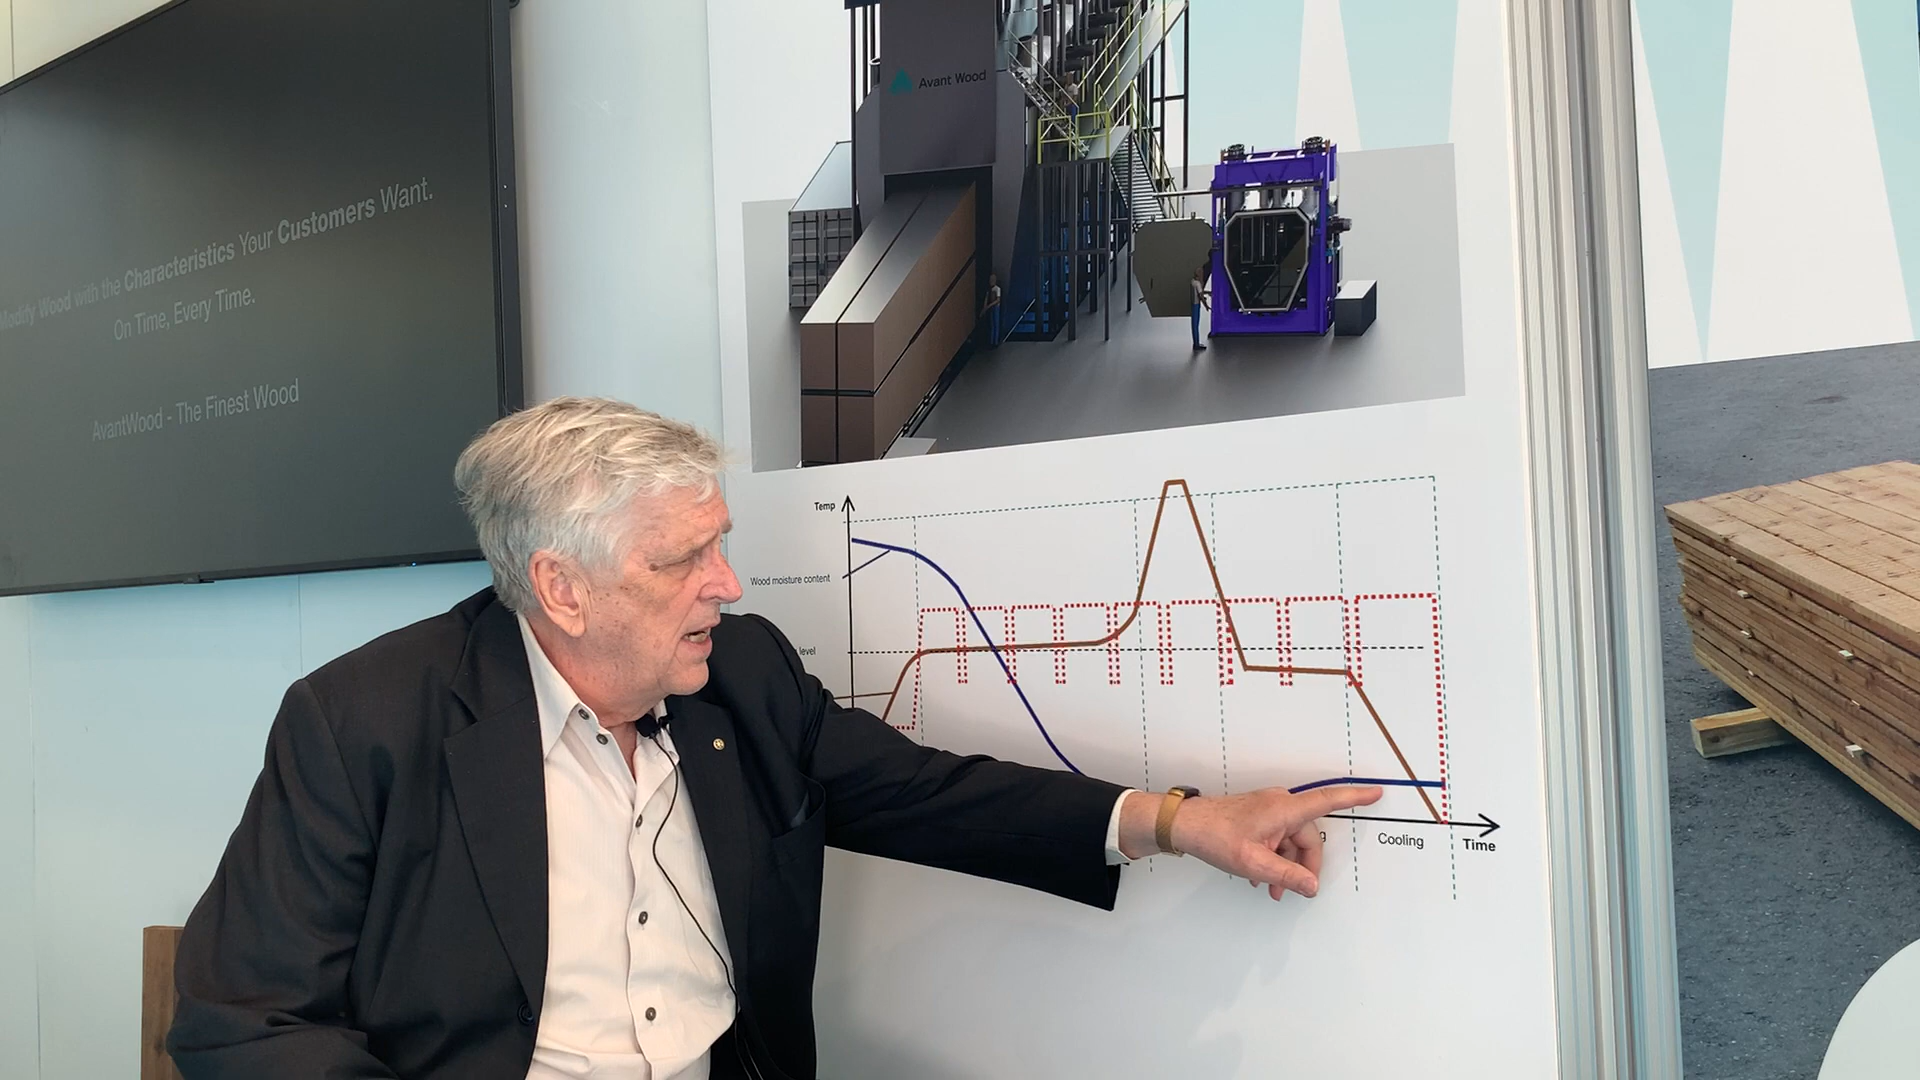 Modify Wood with the Characteristics Your Customers Want.
On Time, Every Time.
AvantWood - The Finest Wood
Avant Wood
Temp
Wood moisture content
level
Cooling
Time